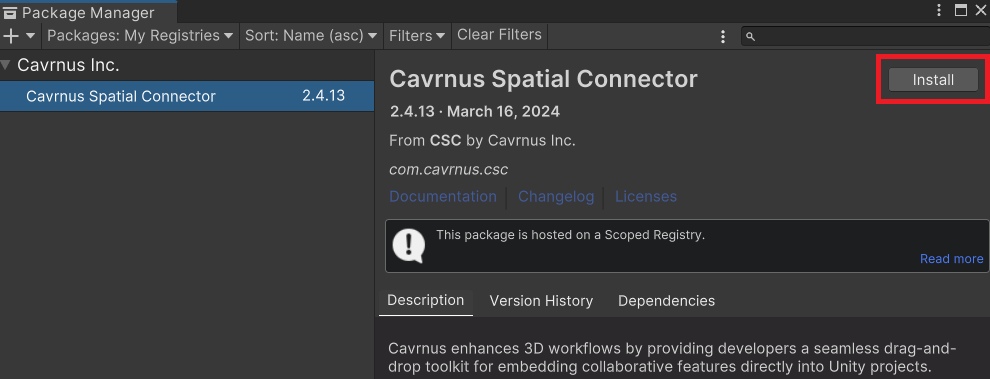 Package Manager
Packages: My Registries Sort: Name (asc) Filters Clear Filters
Cavrnus Inc.
Cavrnus Spatial Connector 2.4.13
Cavrnus Spatial Connector
Install
2.4.13 · March 16, 2024
From CSC by Cavrnus Inc.
com.cavrnus.csc
Documentation Changelog Licenses
This package is hosted on a Scoped Registry.
Read more
Description Version History Dependencies
Cavrnus enhances 3D workflows by providing developers a seamless drag-and-
drop toolkit for embedding collaborative features directly into Unity projects.